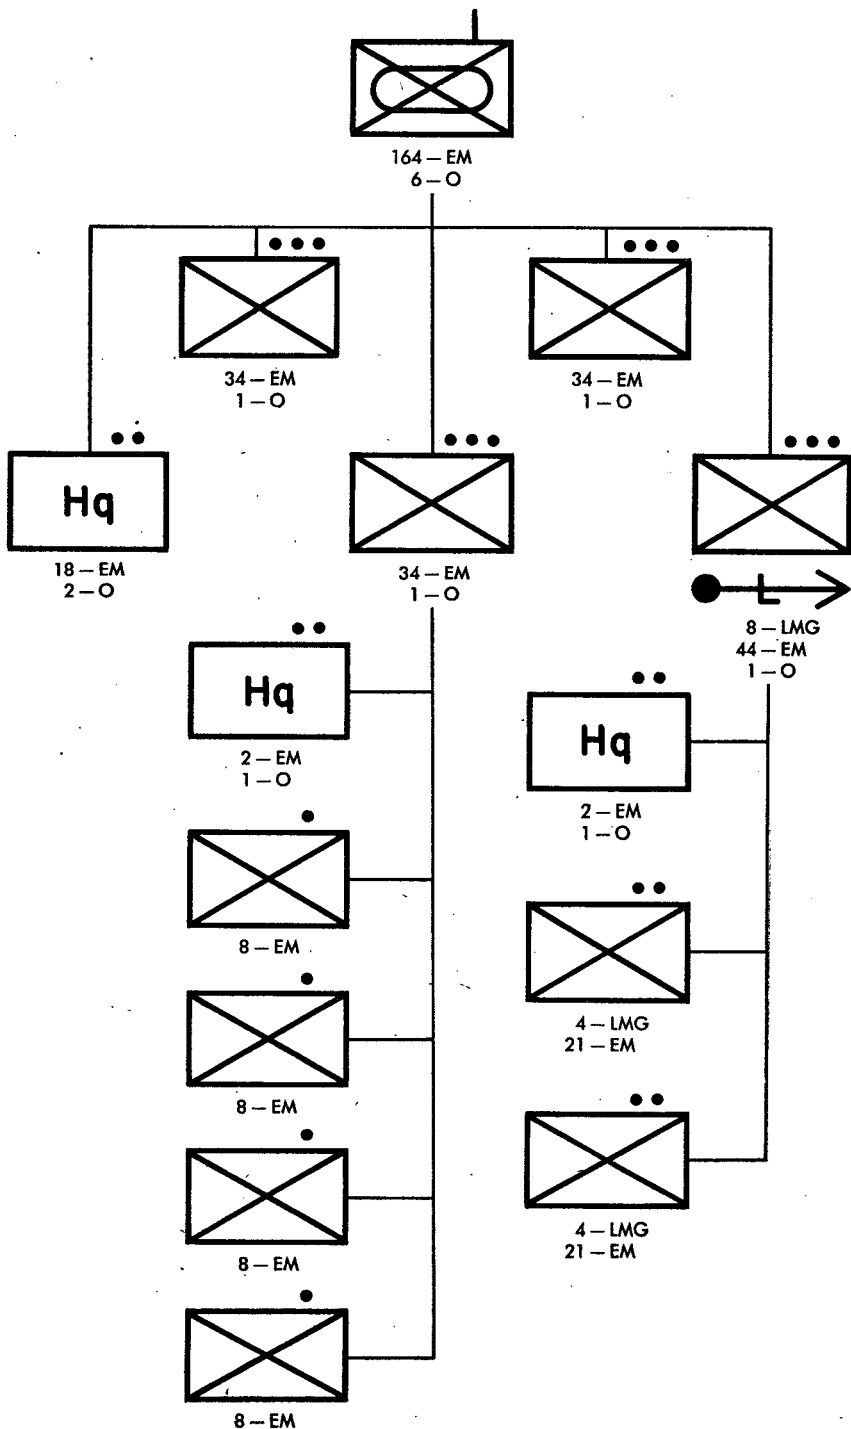 164 — EM
6 — O
34 — EM
1 — O
34 — EM
1 — O
Hq
18 — EM
2 — O
34 — EM
1 — O
L
8 — LMG
44 — EM
1 — O
Hq
2 — EM
1 — O
8 — EM
8 — EM
8 — EM
8 — EM
Hq
2 — EM
1 — O
4 — LMG
21 — EM
4 — LMG
21 — EM